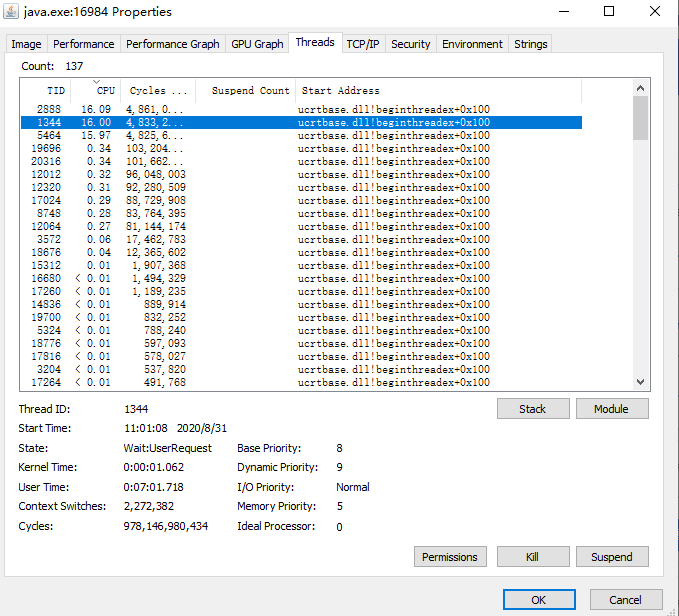 java.exe:16984 Properties
Image Performance Performance Graph GPU Graph Threads TCP/IP Security Environment Strings
Count: 137
TID CPU Cycles ... Suspend Count Start Address
2888 16.09 4,861,0... ucrtbase.dll!beginthreadex+0x100
1344 16.00 4,833,2... ucrtbase.dll!beginthreadex+0x100
5464 15.97 4,825,6... ucrtbase.dll!beginthreadex+0x100
19696 0.34 103,204... ucrtbase.dll!beginthreadex+0x100
20316 0.34 101,662... ucrtbase.dll!beginthreadex+0x100
12012 0.32 96,048,003 ucrtbase.dll!beginthreadex+0x100
12320 0.31 92,280,509 ucrtbase.dll!beginthreadex+0x100
17024 0.29 88,729,908 ucrtbase.dll!beginthreadex+0x100
8748 0.28 83,764,395 ucrtbase.dll!beginthreadex+0x100
12064 0.27 81,144,174 ucrtbase.dll!beginthreadex+0x100
3572 0.06 17,462,783 ucrtbase.dll!beginthreadex+0x100
18676 0.04 12,365,602 ucrtbase.dll!beginthreadex+0x100
15312 0.01 1,907,368 ucrtbase.dll!beginthreadex+0x100
16680 < 0.01 1,494,329 ucrtbase.dll!beginthreadex+0x100
17260 < 0.01 1,189,235 ucrtbase.dll!beginthreadex+0x100
14836 < 0.01 889,914 ucrtbase.dll!beginthreadex+0x100
19700 < 0.01 832,252 ucrtbase.dll!beginthreadex+0x100
5324 < 0.01 788,240 ucrtbase.dll!beginthreadex+0x100
18776 < 0.01 597,093 ucrtbase.dll!beginthreadex+0x100
17816 < 0.01 578,027 ucrtbase.dll!beginthreadex+0x100
3204 < 0.01 537,820 ucrtbase.dll!beginthreadex+0x100
17264 < 0.01 491,768 ucrtbase.dll!beginthreadex+0x100
Thread ID: 1344 Stack Module
Start Time: 11:01:08 2020/8/31
State: Wait:UserRequest Base Priority: 8
Kernel Time: 0:00:01.062 Dynamic Priority: 9
User Time: 0:07:01.718 I/O Priority: Normal
Context Switches: 2,272,382 Memory Priority: 5
Cycles: 978,146,980,434 Ideal Processor: 0
Permissions Kill Suspend
OK Cancel